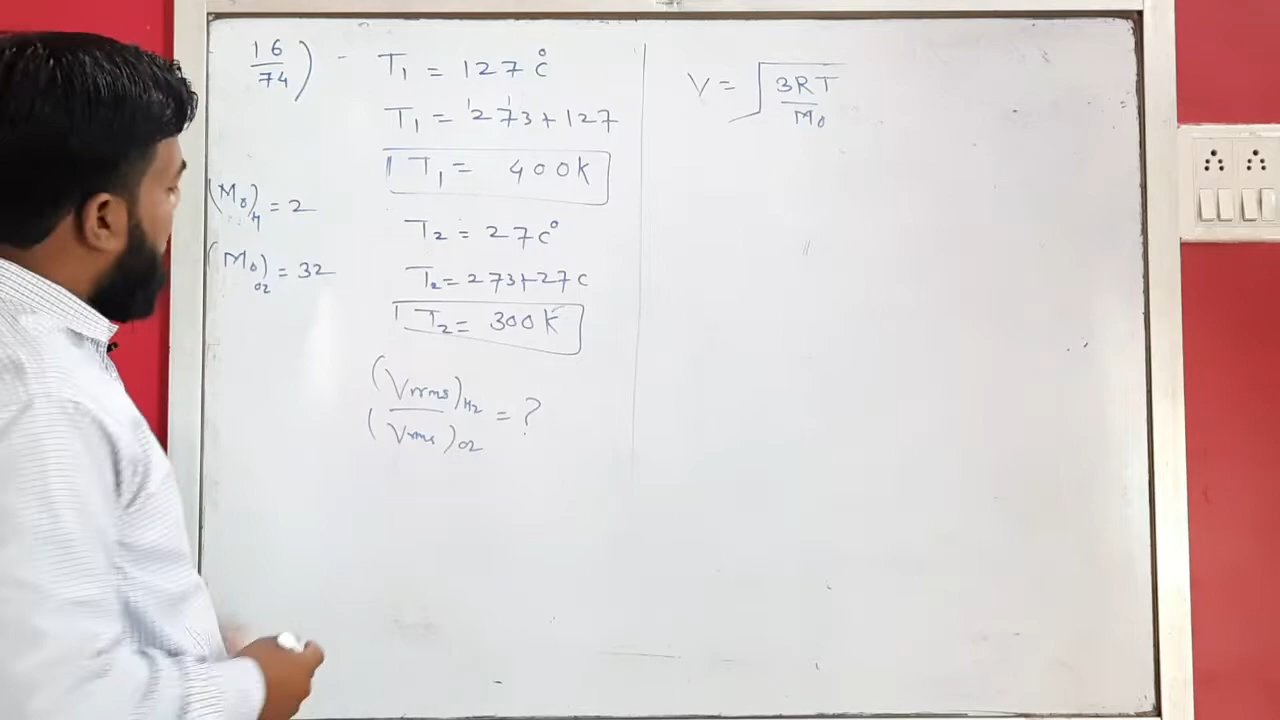 16/74) - T₁ = 127 c°
T₁ = 273+127
T₁ = 400K
(M₀)H = 2
T₂ = 27c°
(M₀)O2 = 32
T₂ = 273+27 c
T₂ = 300K
(Vrms)H2 / (Vrms)O2 = ?
V = √(3RT / M₀)